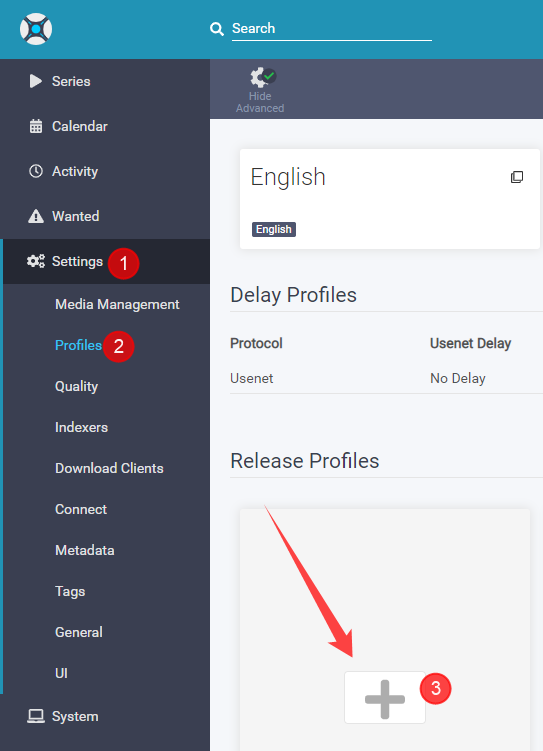 Search
Series
Calendar
Activity
Wanted
Settings 1
Media Management
Profiles 2
Quality
Indexers
Download Clients
Connect
Metadata
Tags
General
UI
System
Hide
Advanced
English
English
Delay Profiles
Protocol Usenet Delay
Usenet No Delay
Release Profiles
3